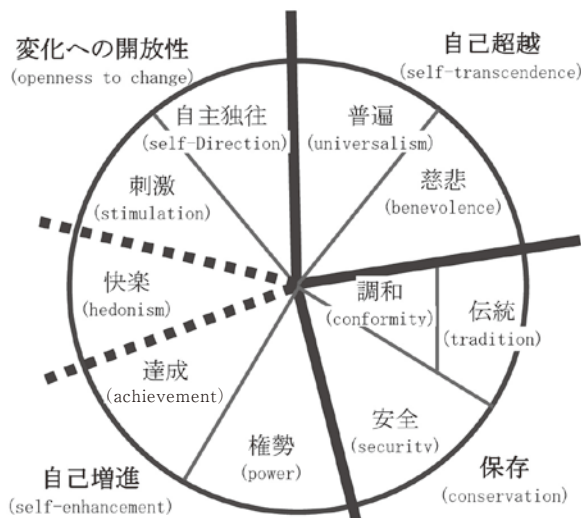 変化への開放性
(openness to change)
自己超越
(self-transcendence)
自主独往
(self-Direction)
普遍
(universalism)
刺激
(stimulation)
慈悲
(benevolence)
快楽
(hedonism)
調和
(conformity)
伝統
(tradition)
達成
(achievement)
権勢
(power)
安全
(security)
自己増進
(self-enhancement)
保存
(conservation)